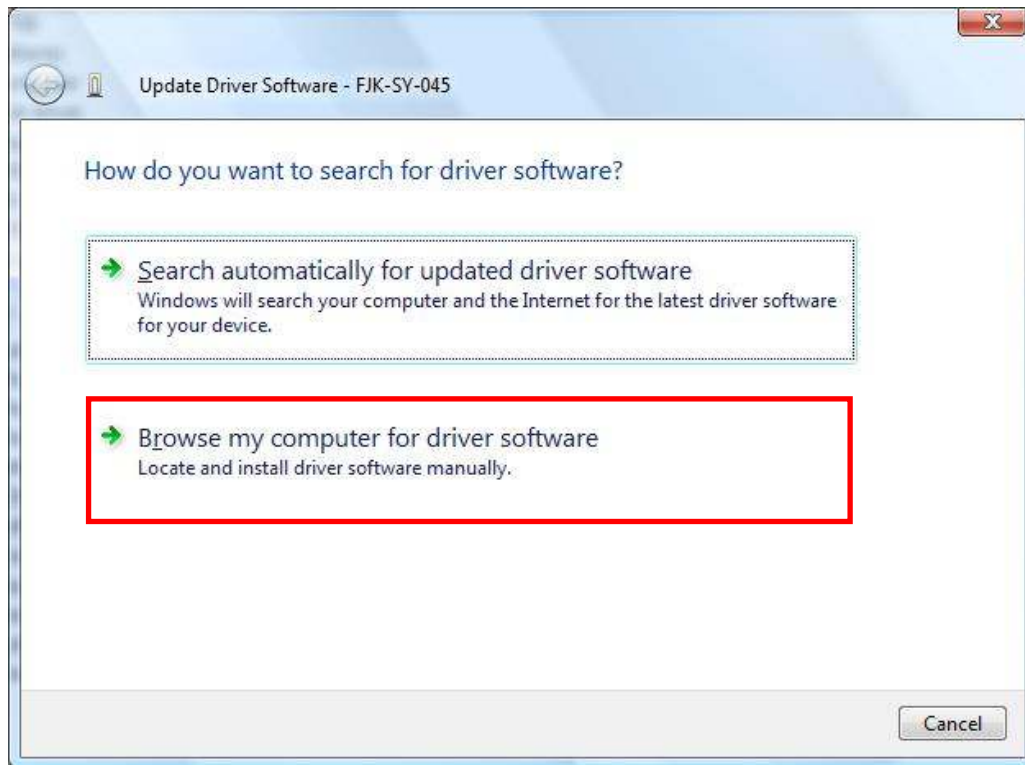 Update Driver Software - FJK-SY-045
How do you want to search for driver software?
Search automatically for updated driver software
Windows will search your computer and the Internet for the latest driver software
for your device.
Browse my computer for driver software
Locate and install driver software manually.
Cancel